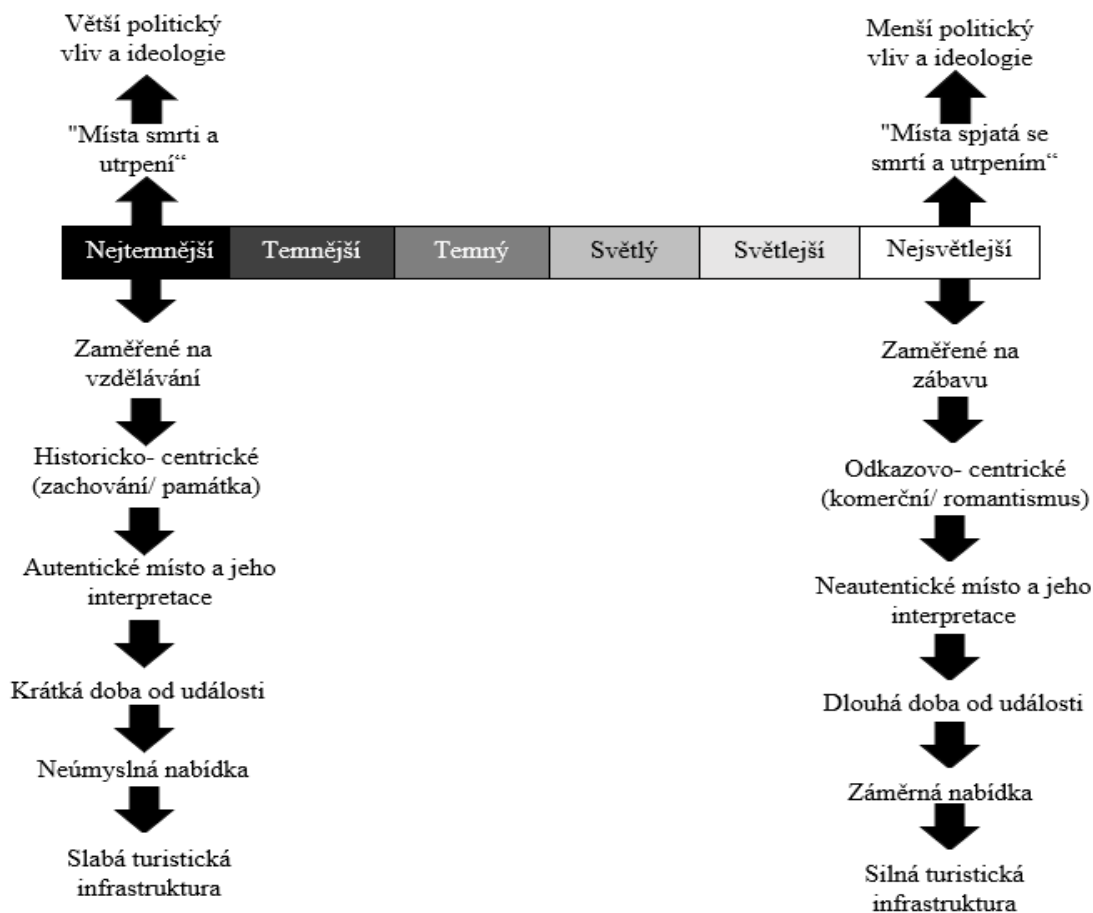 Větší politický
vliv a ideologie
"Místa smrti a
utrpení“
Menší politický
vliv a ideologie
"Místa spjatá se
smrtí a utrpením“
Nejtemnější Temnější Temný Světlý Světlejší Nejsvětlejší
Zaměřené na
vzdělávání
Historicko- centrické
(zachování/ památka)
Autentické místo a jeho
interpretace
Krátká doba od události
Neúmyslná nabídka
Slabá turistická
infrastruktura
Zaměřené na
zábavu
Odkazovo- centrické
(komerční/ romantismus)
Neautentické místo a jeho
interpretace
Dlouhá doba od události
Záměrná nabídka
Silná turistická
infrastruktura